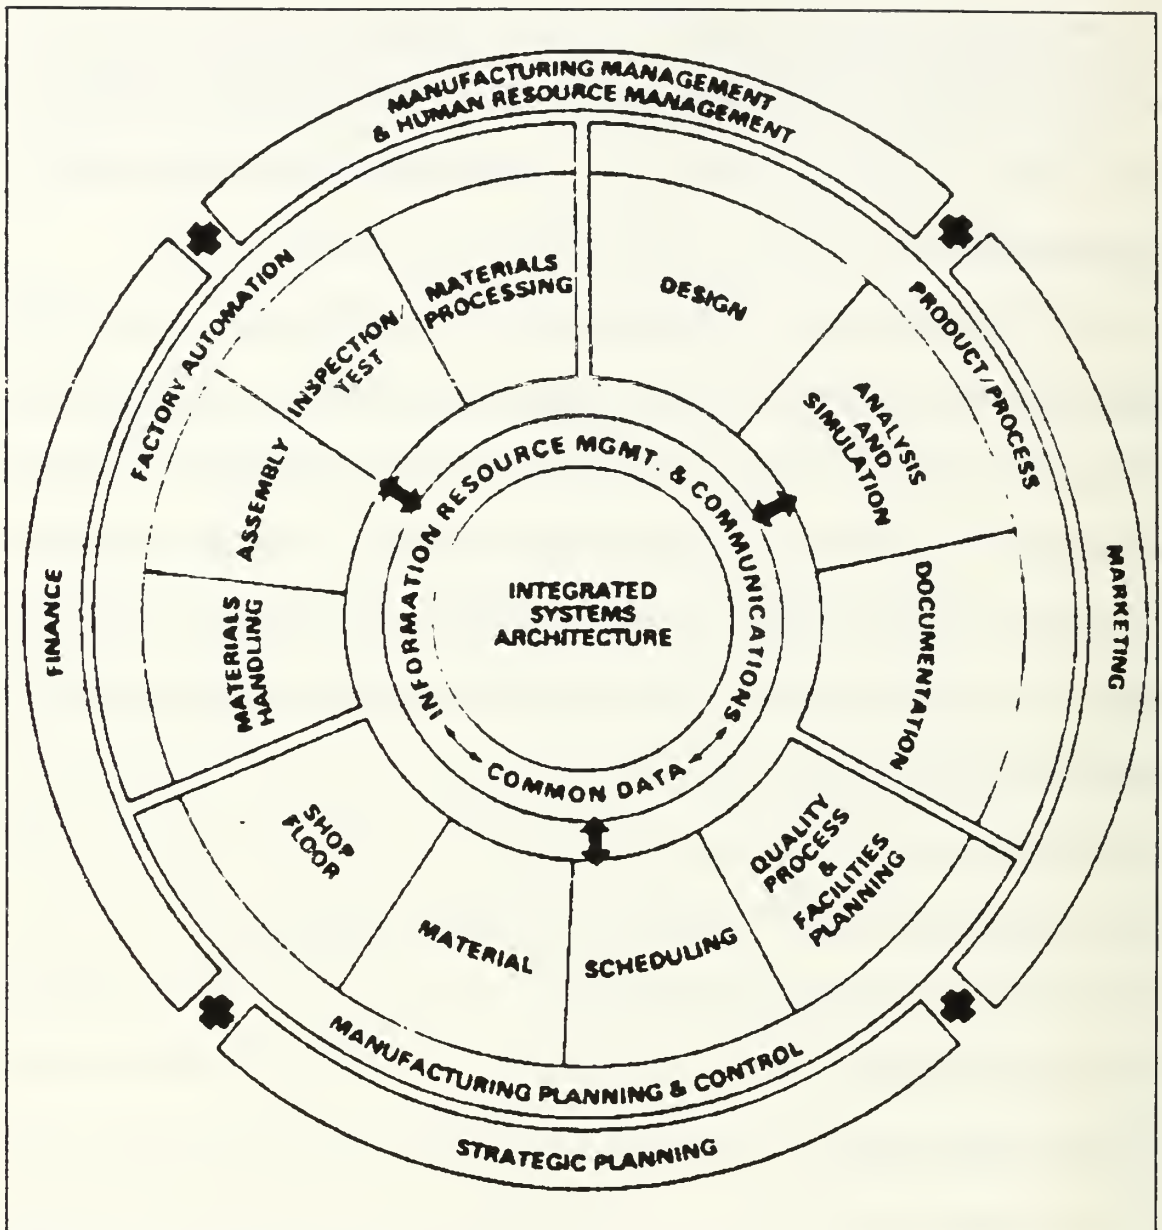 MANUFACTURING MANAGEMENT
& HUMAN RESOURCE MANAGEMENT
FACTORY AUTOMATION
PRODUCT/PROCESS
MATERIALS
PROCESSING
DESIGN
INSPECTION/
TEST
ANALYSIS
AND
SIMULATION
ASSEMBLY
INFORMATION RESOURCE MGMT. & COMMUNICATIONS
FINANCE
MARKETING
INTEGRATED
SYSTEMS
ARCHITECTURE
DOCUMENTATION
MATERIALS
HANDLING
COMMON DATA
SHOP
FLOOR
QUALITY
PROCESS
&
FACILITIES
PLANNING
MATERIAL
SCHEDULING
MANUFACTURING PLANNING & CONTROL
STRATEGIC PLANNING